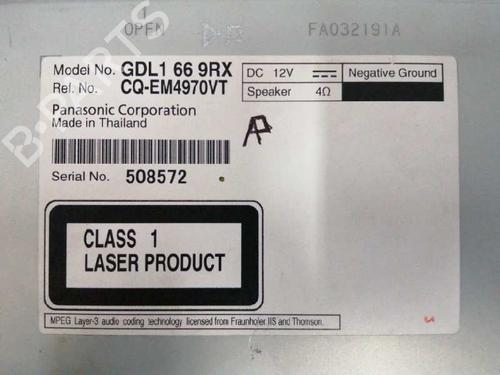 OPEN
FA032191A
Model No. GDL1 66 9RX
Ref. No. CQ-EM4970VT
Panasonic Corporation
Made in Thailand
DC 12V
Negative Ground
Speaker 4Ω
Serial No. 508572
CLASS 1
LASER PRODUCT
MPEG Layer-3 audio coding technology licensed from Fraunhofer IIS and Thomson.
B-PARTS